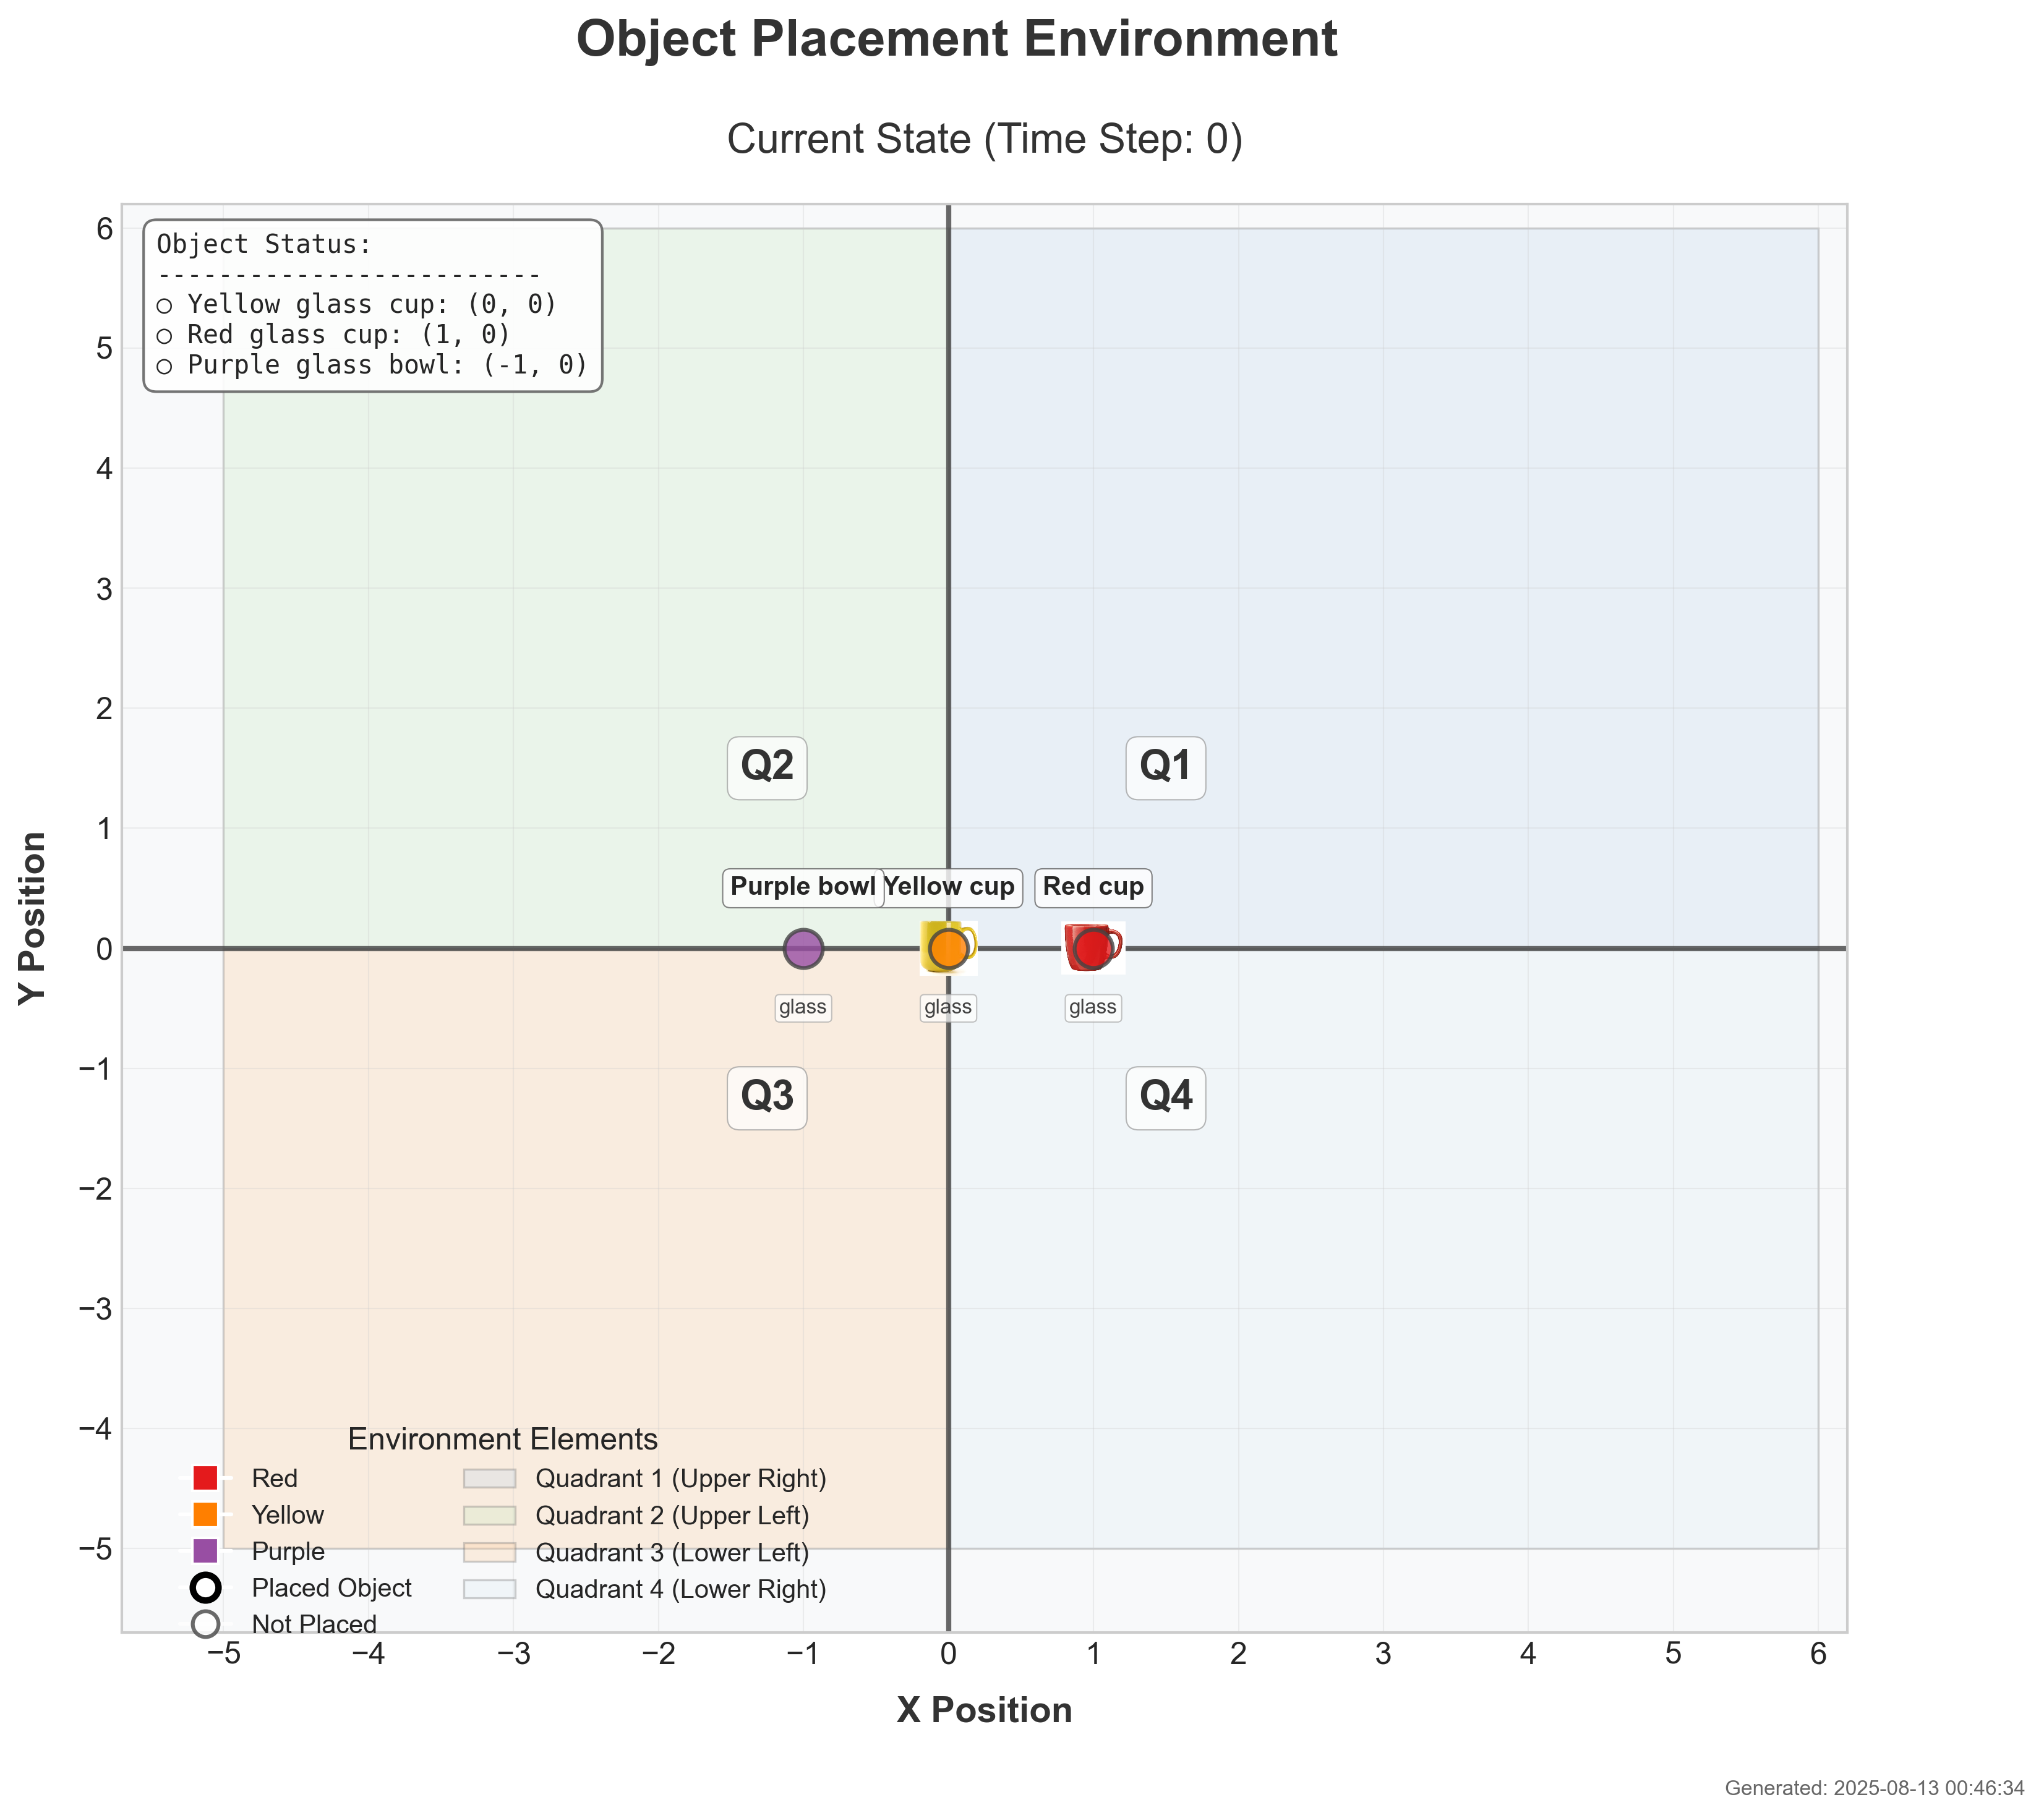 Object Placement Environment
Current State (Time Step: 0)
Object Status:
-------------------------
○ Yellow glass cup: (0, 0)
○ Red glass cup: (1, 0)
○ Purple glass bowl: (-1, 0)
6
5
4
3
2
1
0
−1
−2
−3
−4
−5
Y Position
Q2
Q1
Purple bowl
Yellow cup
Red cup
glass
glass
glass
Q3
Q4
Environment Elements
Red
Yellow
Purple
Placed Object
Not Placed
Quadrant 1 (Upper Right)
Quadrant 2 (Upper Left)
Quadrant 3 (Lower Left)
Quadrant 4 (Lower Right)
−5 −4 −3 −2 −1 0 1 2 3 4 5 6
X Position
Generated: 2025-08-13 00:46:34